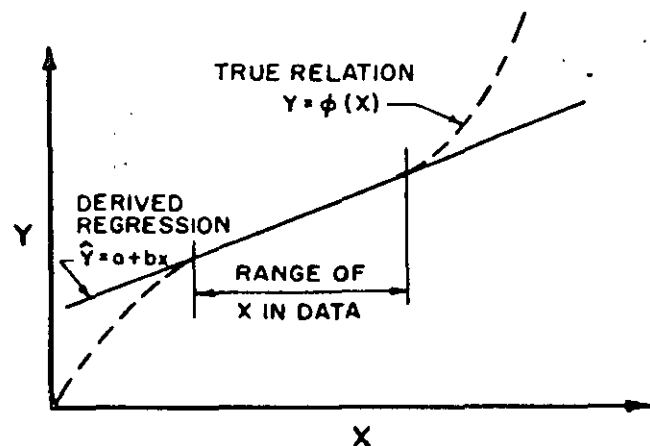 TRUE RELATION
Y = φ (X)
DERIVED
REGRESSION
Ŷ = a + bx
Y
RANGE OF
X IN DATA
X